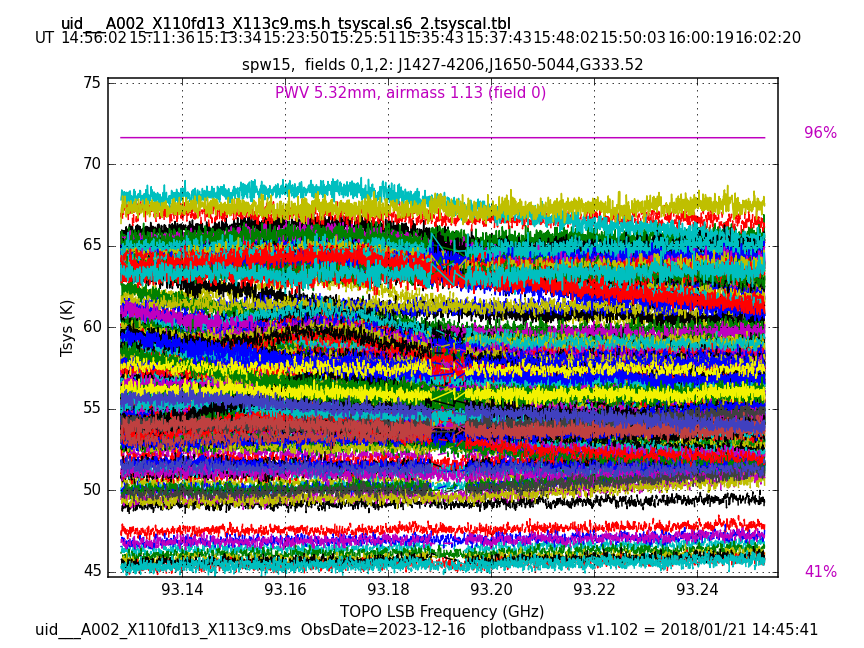 uid___A002_X110fd13_X113c9.ms.h_tsyscal.s6_2.tsyscal.tbl
UT 14:56:02 15:11:36 15:13:34 15:23:50 15:25:51 15:35:43 15:37:43 15:48:02 15:50:03 16:00:19 16:02:20
spw15, fields 0,1,2: J1427-4206,J1650-5044,G333.52
PWV 5.32mm, airmass 1.13 (field 0)
96%
75
70
65
60
55
50
45
Tsys (K)
41%
93.14 93.16 93.18 93.20 93.22 93.24
TOPO LSB Frequency (GHz)
uid___A002_X110fd13_X113c9.ms ObsDate=2023-12-16 plotbandpass v1.102 = 2018/01/21 14:45:41